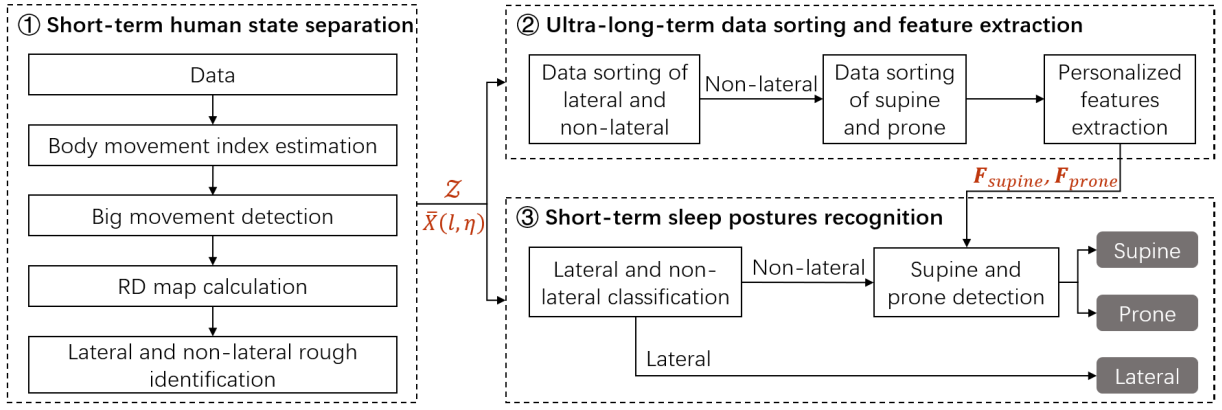 ① Short-term human state separation
Data
Body movement index estimation
Big movement detection
RD map calculation
Lateral and non-lateral rough
identification
𝒵
X̄(l, η)
② Ultra-long-term data sorting and feature extraction
Data sorting of
lateral and
non-lateral
Non-lateral
Data sorting
of supine
and prone
Personalized
features
extraction
F_supine, F_prone
③ Short-term sleep postures recognition
Lateral and non-
lateral classification
Non-lateral
Supine and
prone detection
Supine
Prone
Lateral
Lateral